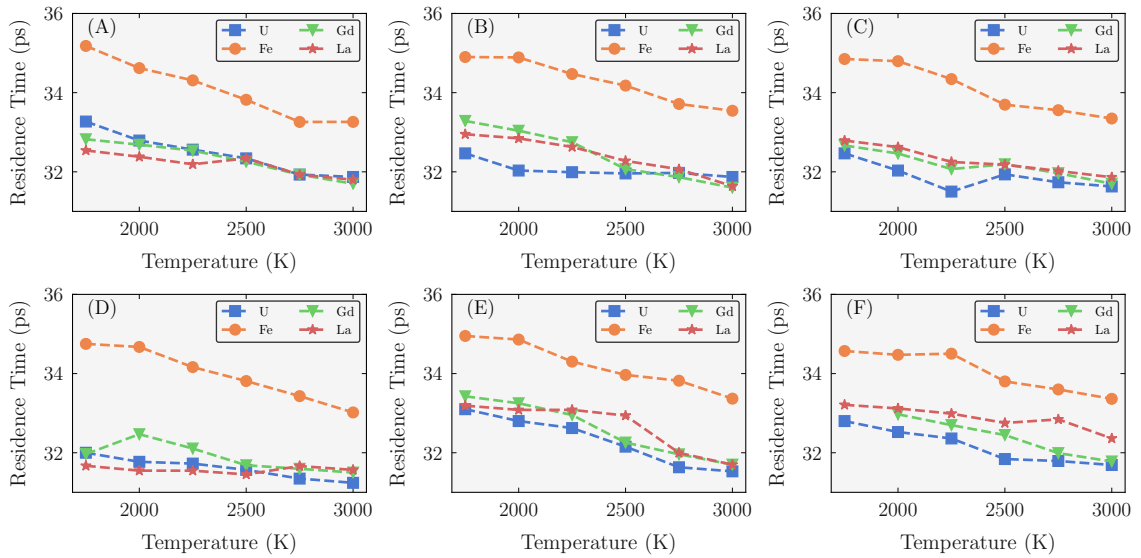 36
34
32
Residence Time (ps)
(A)
U
Fe
Gd
La
2000
2500
3000
Temperature (K)
36
34
32
Residence Time (ps)
(B)
U
Fe
Gd
La
2000
2500
3000
Temperature (K)
36
34
32
Residence Time (ps)
(C)
U
Fe
Gd
La
2000
2500
3000
Temperature (K)
36
34
32
Residence Time (ps)
(D)
U
Fe
Gd
La
2000
2500
3000
Temperature (K)
36
34
32
Residence Time (ps)
(E)
U
Fe
Gd
La
2000
2500
3000
Temperature (K)
36
34
32
Residence Time (ps)
(F)
U
Fe
Gd
La
2000
2500
3000
Temperature (K)